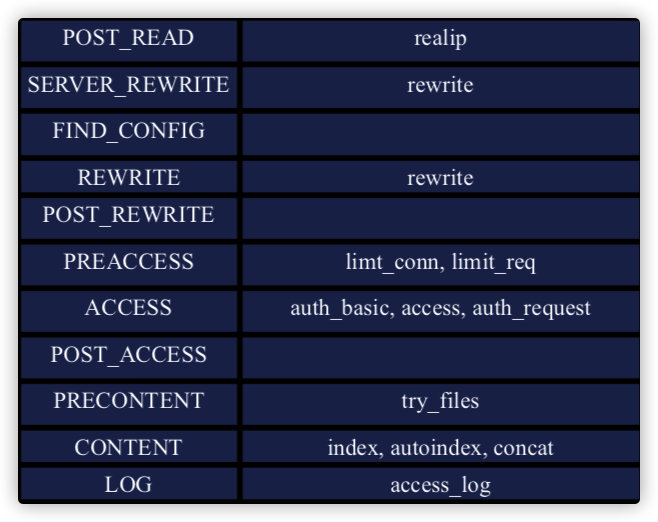 POST_READ realip
SERVER_REWRITE rewrite
FIND_CONFIG
REWRITE rewrite
POST_REWRITE
PREACCESS limt_conn, limit_req
ACCESS auth_basic, access, auth_request
POST_ACCESS
PRECONTENT try_files
CONTENT index, autoindex, concat
LOG access_log